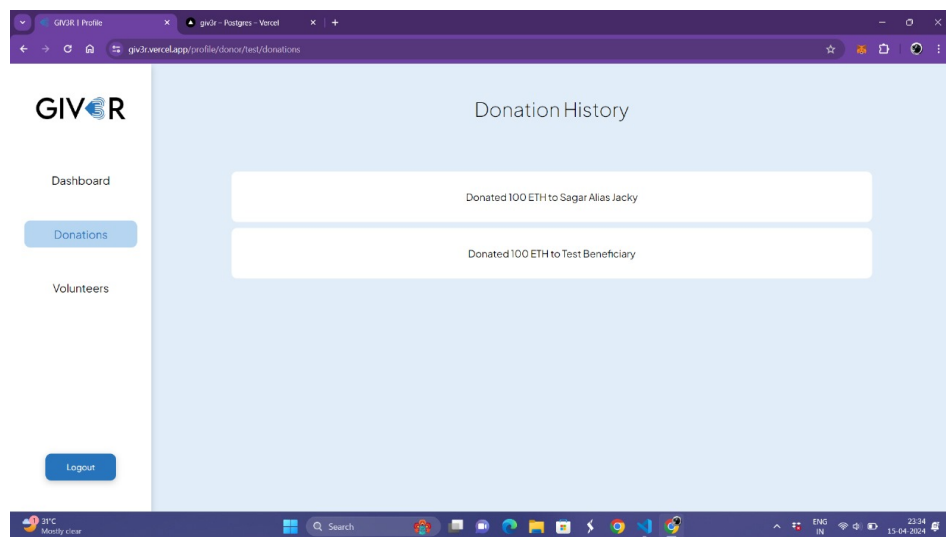 GIV3R | Profile
giv3r – Postgres – Vercel
giv3r.vercel.app/profile/donor/test/donations
GIV3R
Donation History
Dashboard
Donated 100 ETH to Sagar Alias Jacky
Donations
Donated 100 ETH to Test Beneficiary
Volunteers
Logout
31°C
Mostly clear
Search
ENG
IN
23:34
15-04-2024